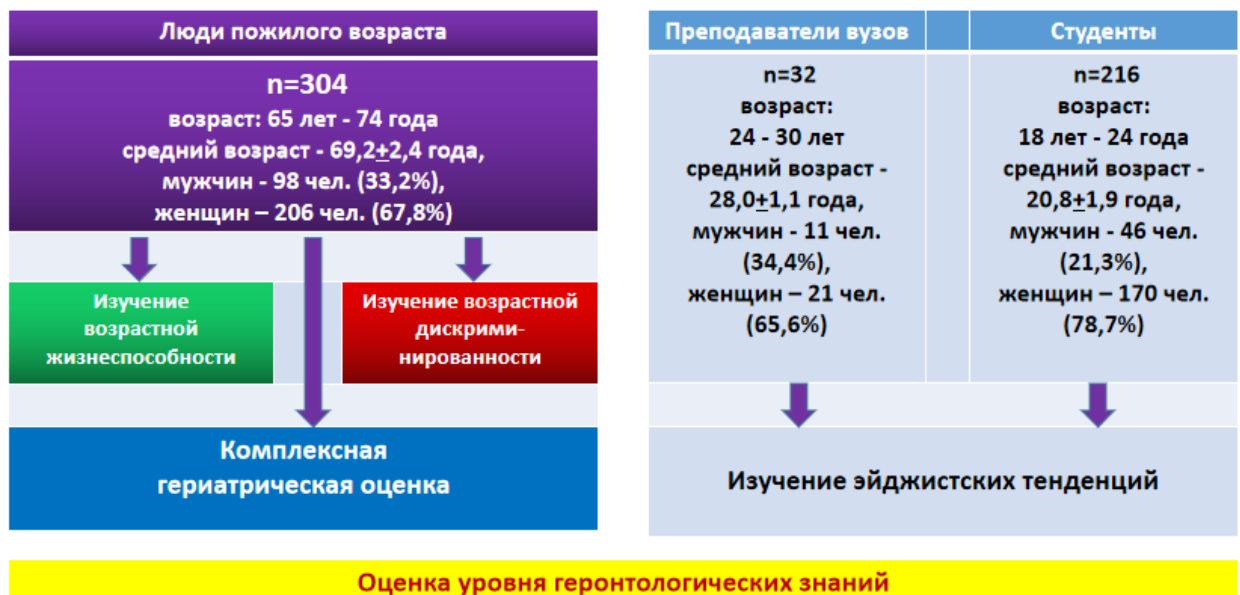 Люди пожилого возраста
n=304
возраст: 65 лет - 74 года
средний возраст - 69,2+2,4 года,
мужчин - 98 чел. (33,2%),
женщин – 206 чел. (67,8%)
Изучение
возрастной
жизнеспособности
Изучение возрастной
дискрими-
нированности
Комплексная
гериатрическая оценка
Преподаватели вузов
n=32
возраст:
24 - 30 лет
средний возраст -
28,0+1,1 года,
мужчин - 11 чел.
(34,4%),
женщин – 21 чел.
(65,6%)
Студенты
n=216
возраст:
18 лет - 24 года
средний возраст -
20,8+1,9 года,
мужчин - 46 чел.
(21,3%),
женщин – 170 чел.
(78,7%)
Изучение эйджистских тенденций
Оценка уровня геронтологических знаний